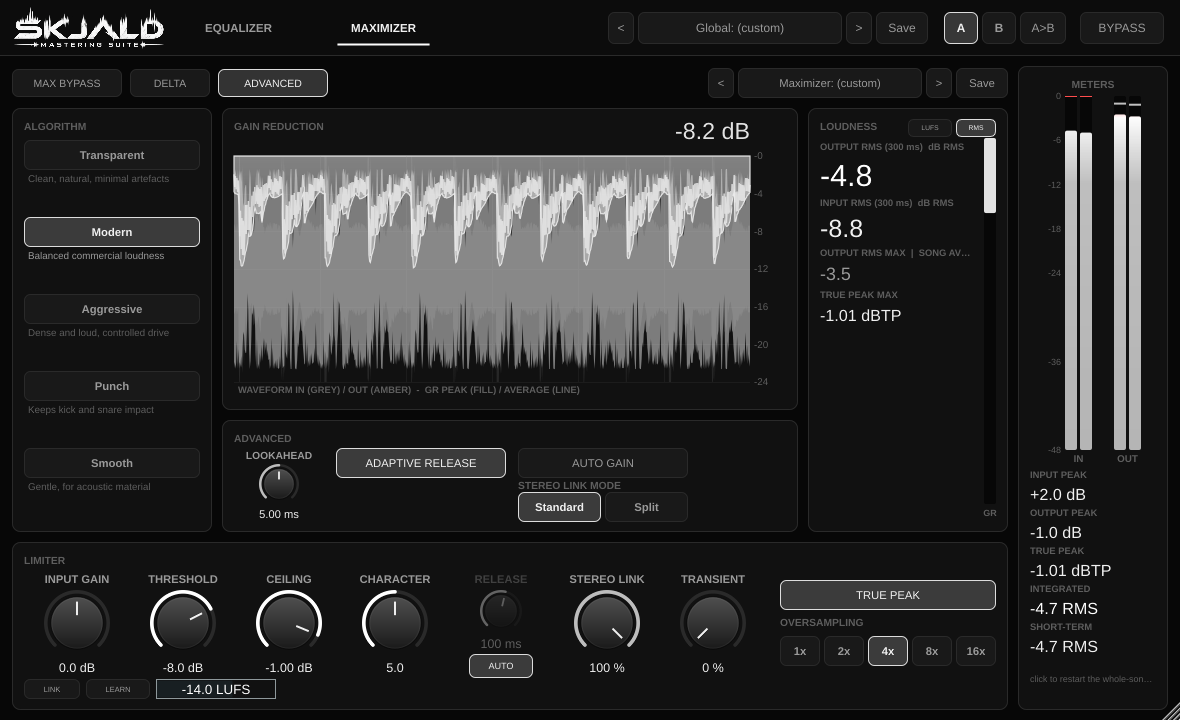 SKJALD
MASTERING SUITE
EQUALIZER
MAXIMIZER
<
Global: (custom)
>
Save
A
B
A>B
BYPASS
MAX BYPASS
DELTA
ADVANCED
<
Maximizer: (custom)
>
Save
ALGORITHM
Transparent
Clean, natural, minimal artefacts
Modern
Balanced commercial loudness
Aggressive
Dense and loud, controlled drive
Punch
Keeps kick and snare impact
Smooth
Gentle, for acoustic material
GAIN REDUCTION
-8.2 dB
-0
-4
-8
-12
-16
-20
-24
WAVEFORM IN (GREY) / OUT (AMBER)  -  GR PEAK (FILL) / AVERAGE (LINE)
ADVANCED
LOOKAHEAD
5.00 ms
ADAPTIVE RELEASE
AUTO GAIN
STEREO LINK MODE
Standard
Split
LOUDNESS
LUFS
RMS
OUTPUT RMS (300 ms)  dB RMS
-4.8
INPUT RMS (300 ms)  dB RMS
-8.8
OUTPUT RMS MAX  |  SONG AV...
-3.5
TRUE PEAK MAX
-1.01 dBTP
GR
METERS
0
-6
-12
-18
-24
-36
-48
IN
OUT
INPUT PEAK
+2.0 dB
OUTPUT PEAK
-1.0 dB
TRUE PEAK
-1.01 dBTP
INTEGRATED
-4.7 RMS
SHORT-TERM
-4.7 RMS
click to restart the whole-son...
LIMITER
INPUT GAIN
0.0 dB
THRESHOLD
-8.0 dB
CEILING
-1.00 dB
CHARACTER
5.0
RELEASE
100 ms
AUTO
STEREO LINK
100 %
TRANSIENT
0 %
TRUE PEAK
OVERSAMPLING
1x
2x
4x
8x
16x
LINK
LEARN
-14.0 LUFS